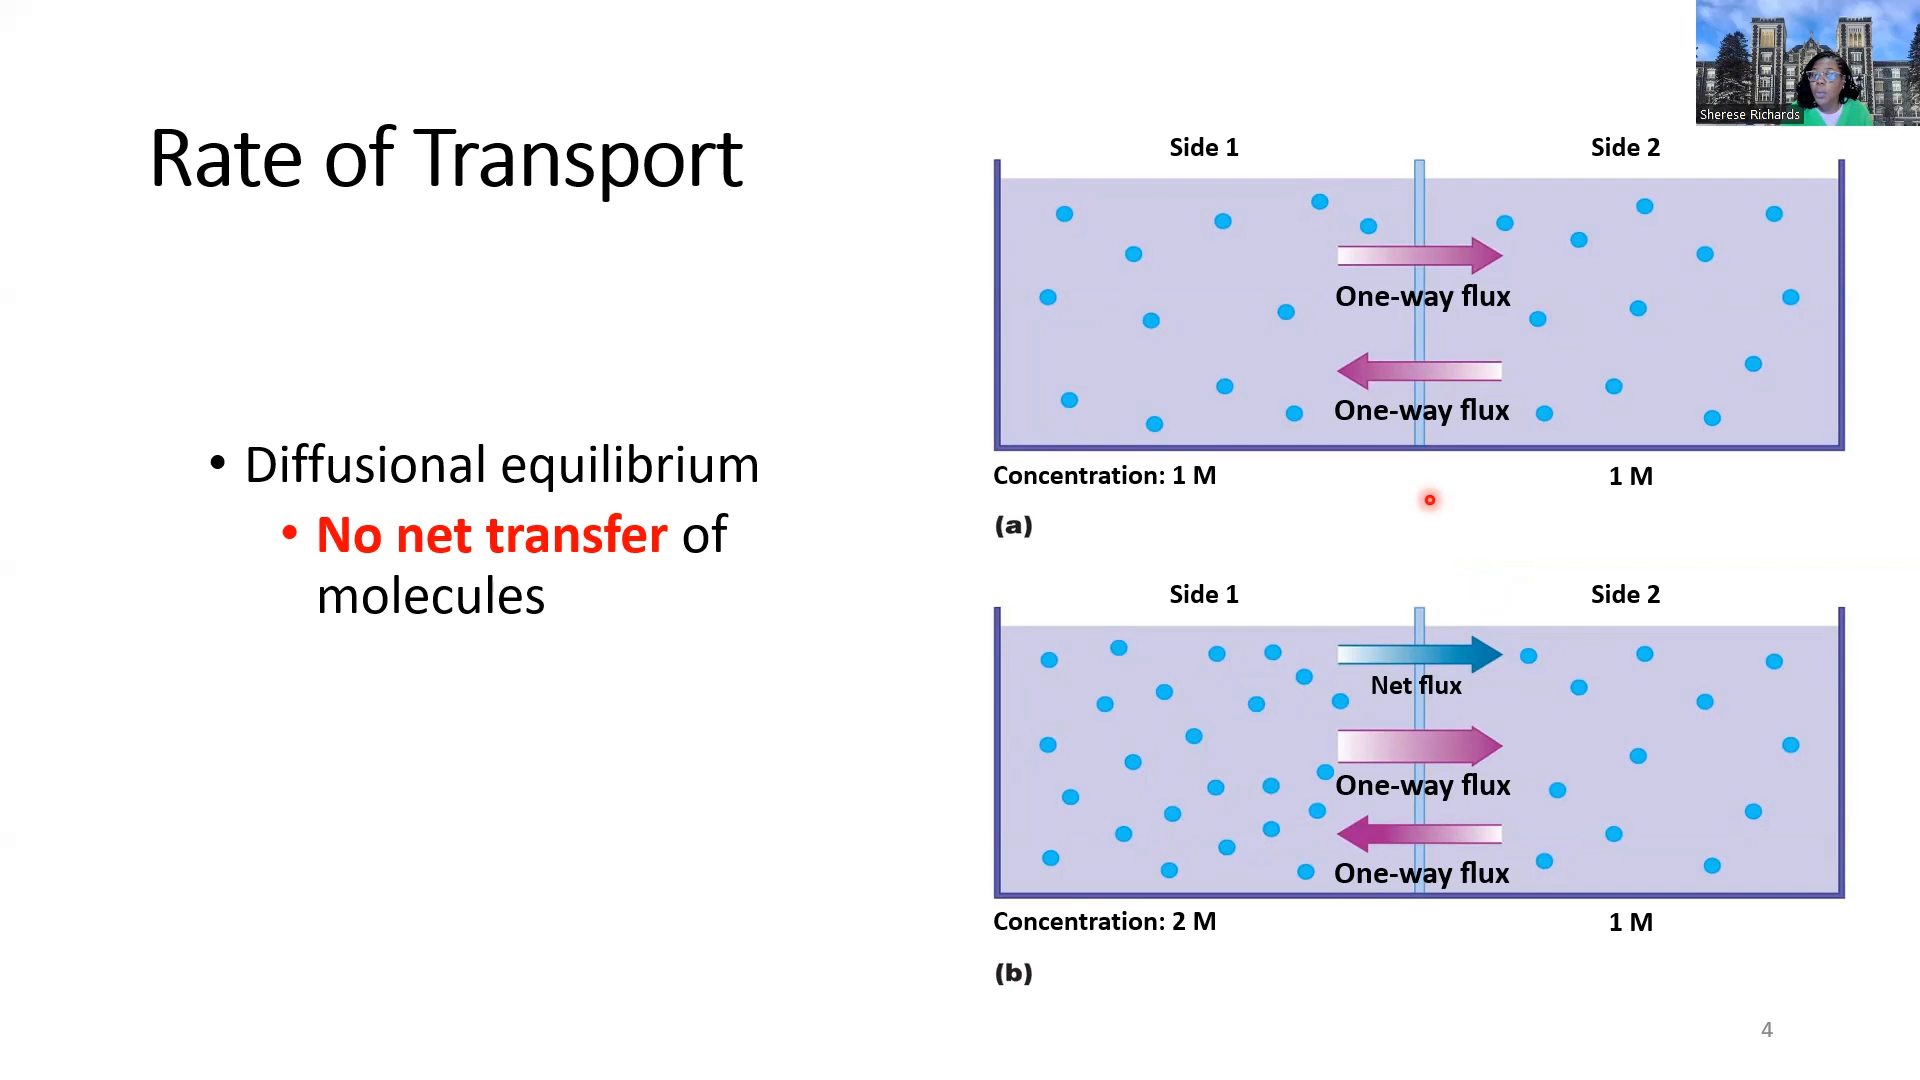 Sherese Richards
Rate of Transport
• Diffusional equilibrium
• No net transfer of
molecules
Side 1 Side 2
One-way flux
One-way flux
Concentration: 1 M 1 M
(a)
Side 1 Side 2
Net flux
One-way flux
One-way flux
Concentration: 2 M 1 M
(b)
4